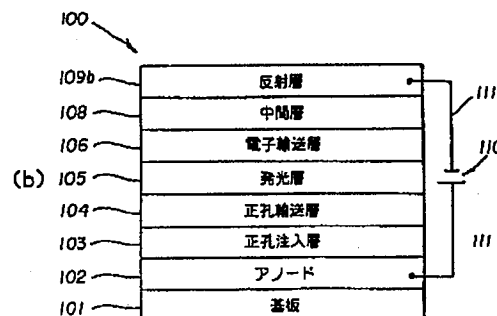 100
109b 反射層
108 中間層
106 電子輸送層
(b) 105 発光層
104 正孔輸送層
103 正孔注入層
102 アノード
101 基板
111
110
111